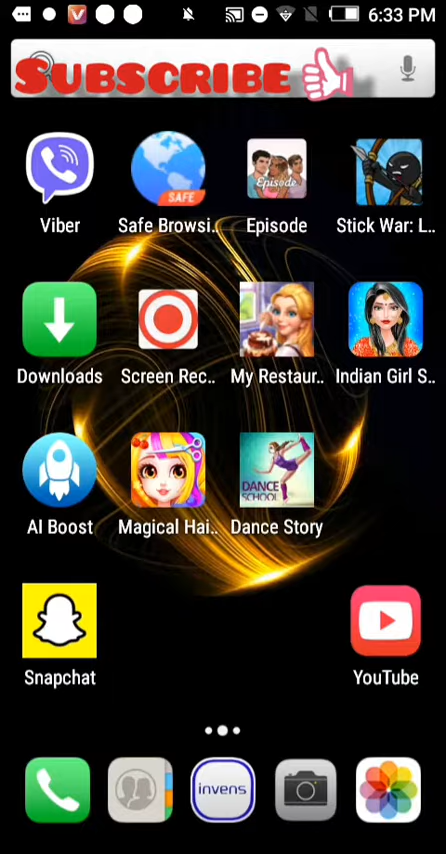 6:33 PM
SUBSCRIBE
SAFE
Episode
Viber
Safe Browsi..
Episode
Stick War: L..
Downloads
Screen Rec..
My Restaur..
Indian Girl S..
DANCE
SCHOOL
AI Boost
Magical Hai..
Dance Story
Snapchat
YouTube
invens